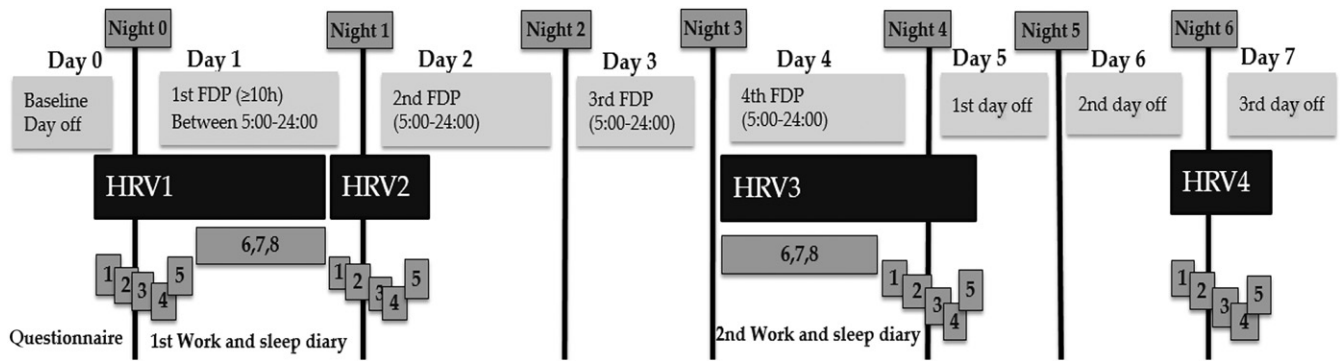 Night 0
Night 1
Night 2
Night 3
Night 4
Night 5
Night 6
Day 0
Day 1
Day 2
Day 3
Day 4
Day 5
Day 6
Day 7
Baseline
Day off
1st FDP (≥10h)
Between 5:00-24:00
2nd FDP
(5:00-24:00)
3rd FDP
(5:00-24:00)
4th FDP
(5:00-24:00)
1st day off
2nd day off
3rd day off
HRV1
HRV2
HRV3
HRV4
1
2
3
4
5
6,7,8
1
2
3
4
5
6,7,8
1
2
3
4
5
1
2
3
4
5
Questionnaire
1st Work and sleep diary
2nd Work and sleep diary